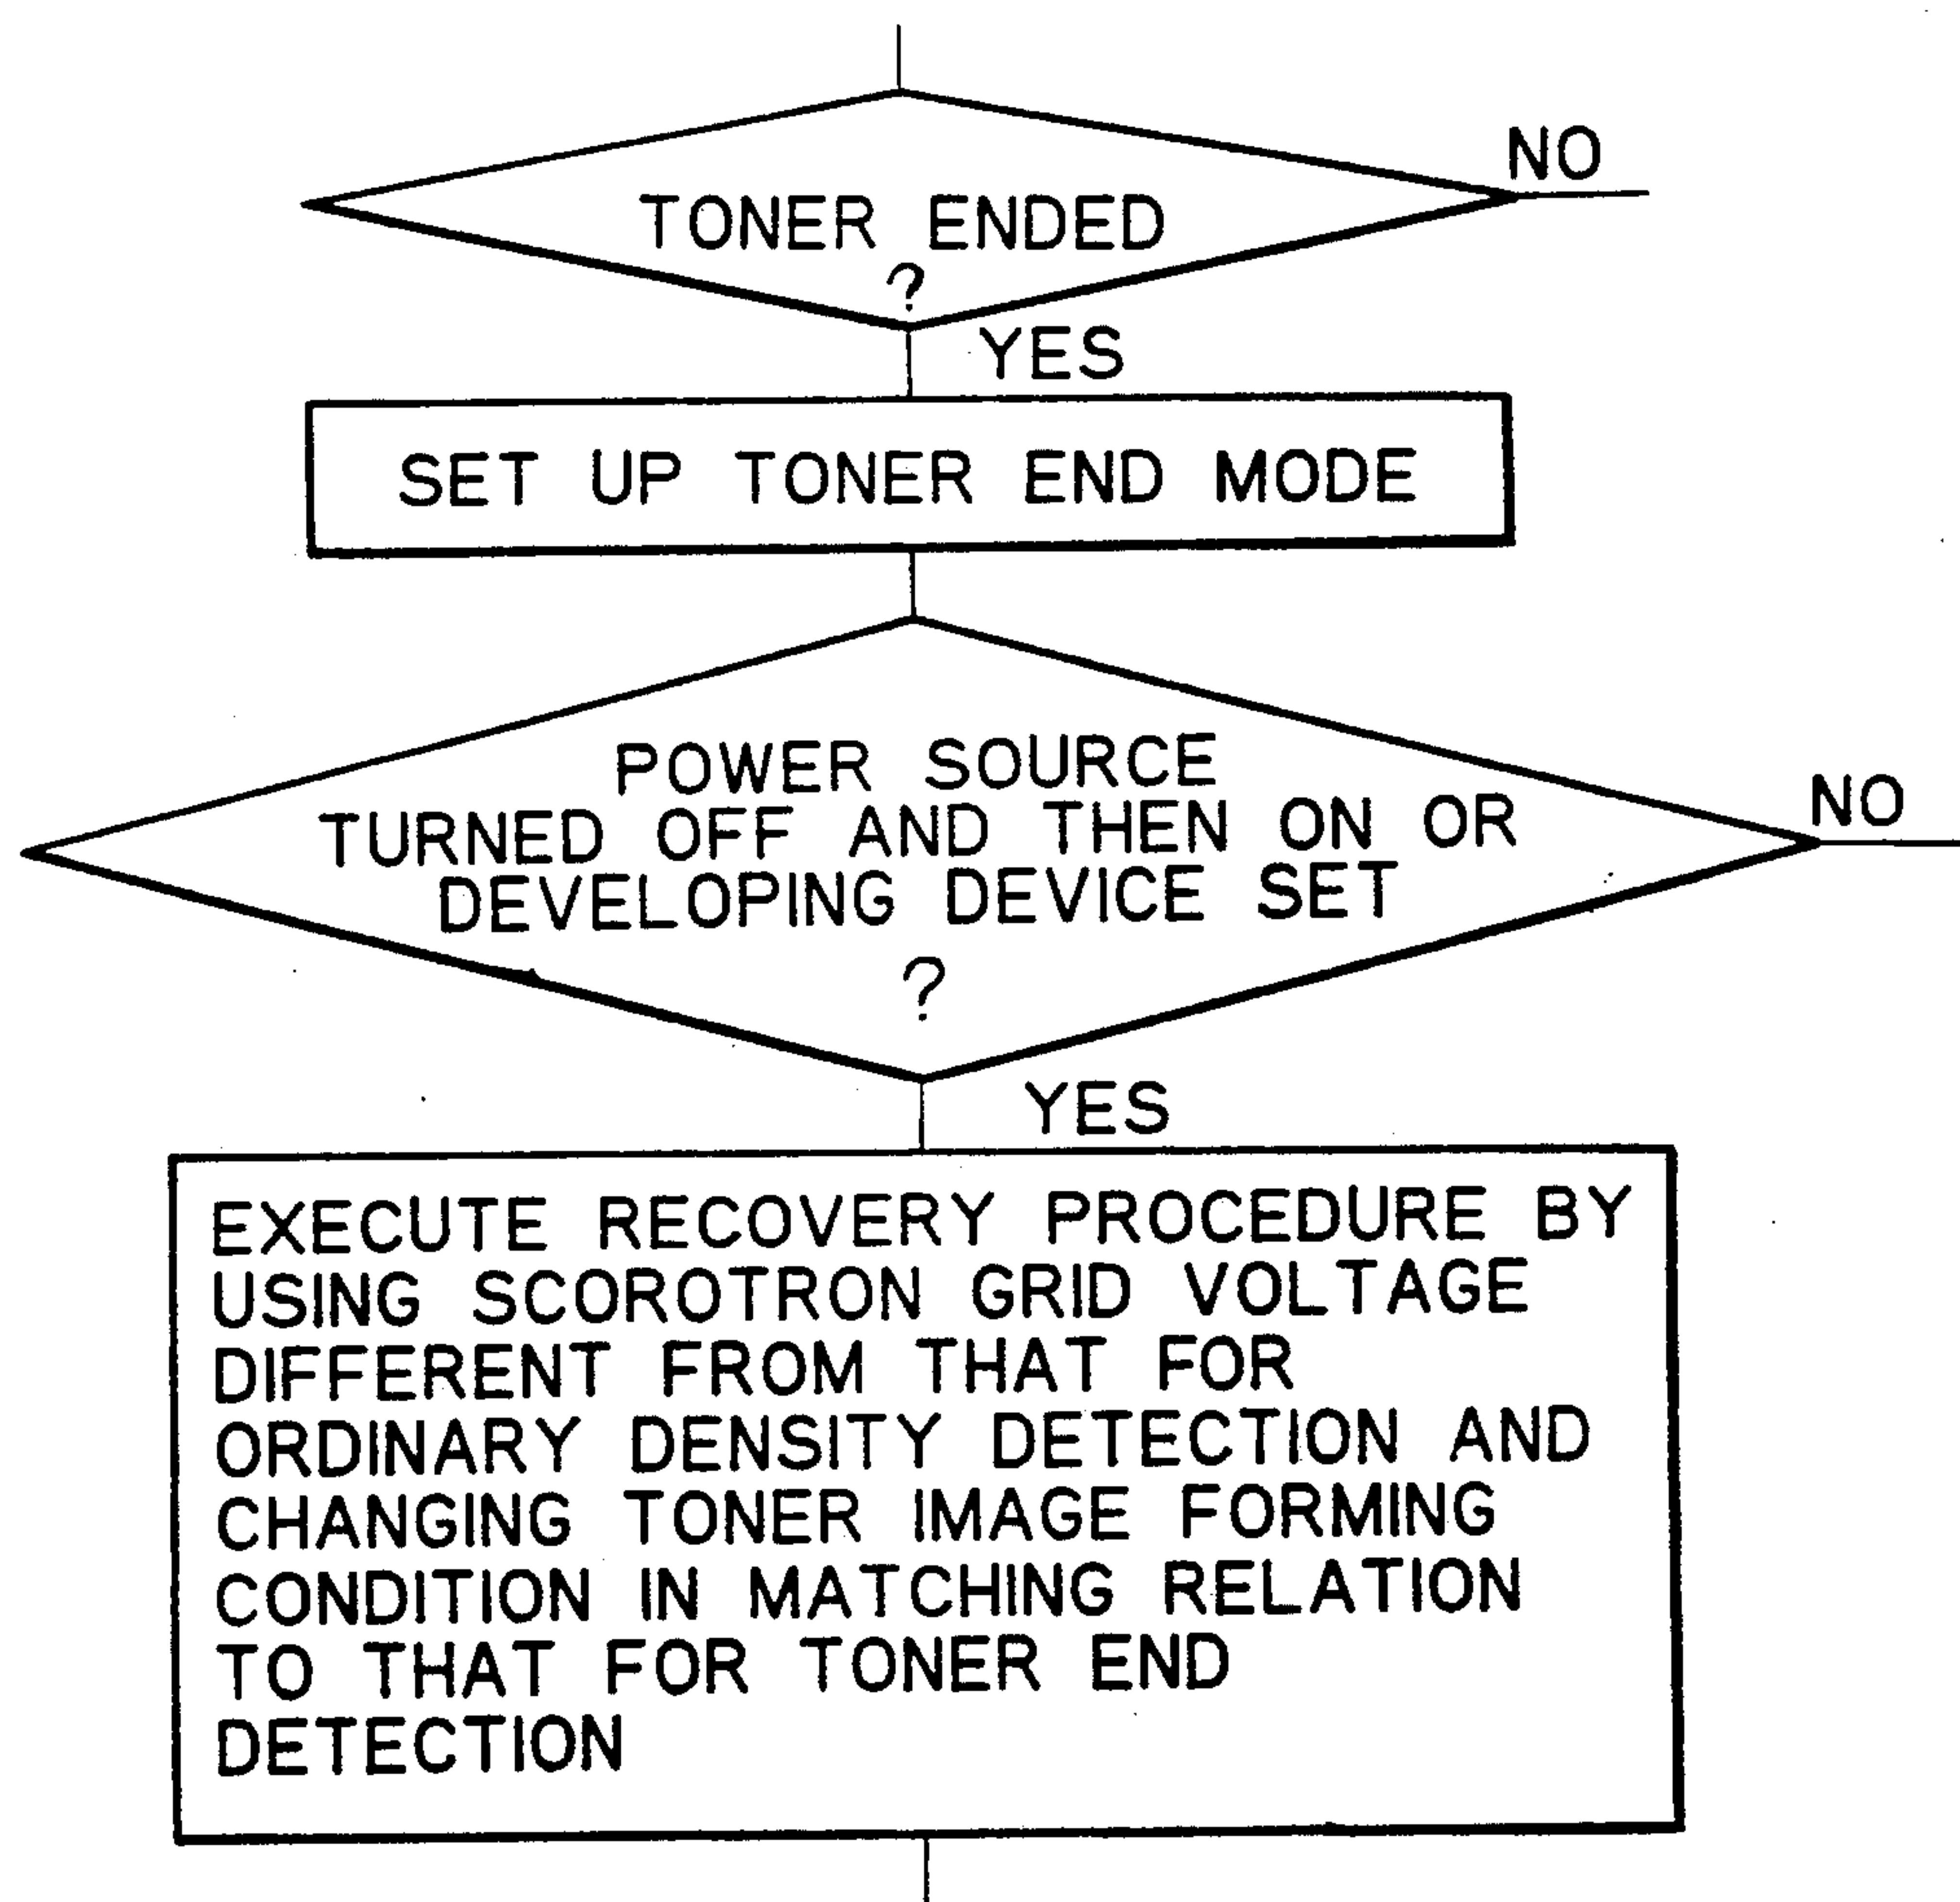 NO
TONER ENDED
?
YES
SET UP TONER END MODE
POWER SOURCE
TURNED OFF AND THEN ON OR
DEVELOPING DEVICE SET
?
NO
YES
EXECUTE RECOVERY PROCEDURE BY
USING SCOROTRON GRID VOLTAGE
DIFFERENT FROM THAT FOR
ORDINARY DENSITY DETECTION AND
CHANGING TONER IMAGE FORMING
CONDITION IN MATCHING RELATION
TO THAT FOR TONER END
DETECTION